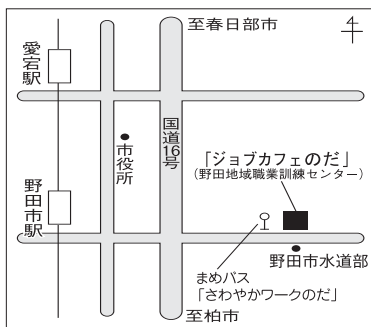 至春日部市
愛宕駅
国道16号
市役所
「ジョブカフェのだ」
（野田地域職業訓練センター）
野田市駅
野田市水道部
まめバス
「さわやかワークのだ」
至柏市